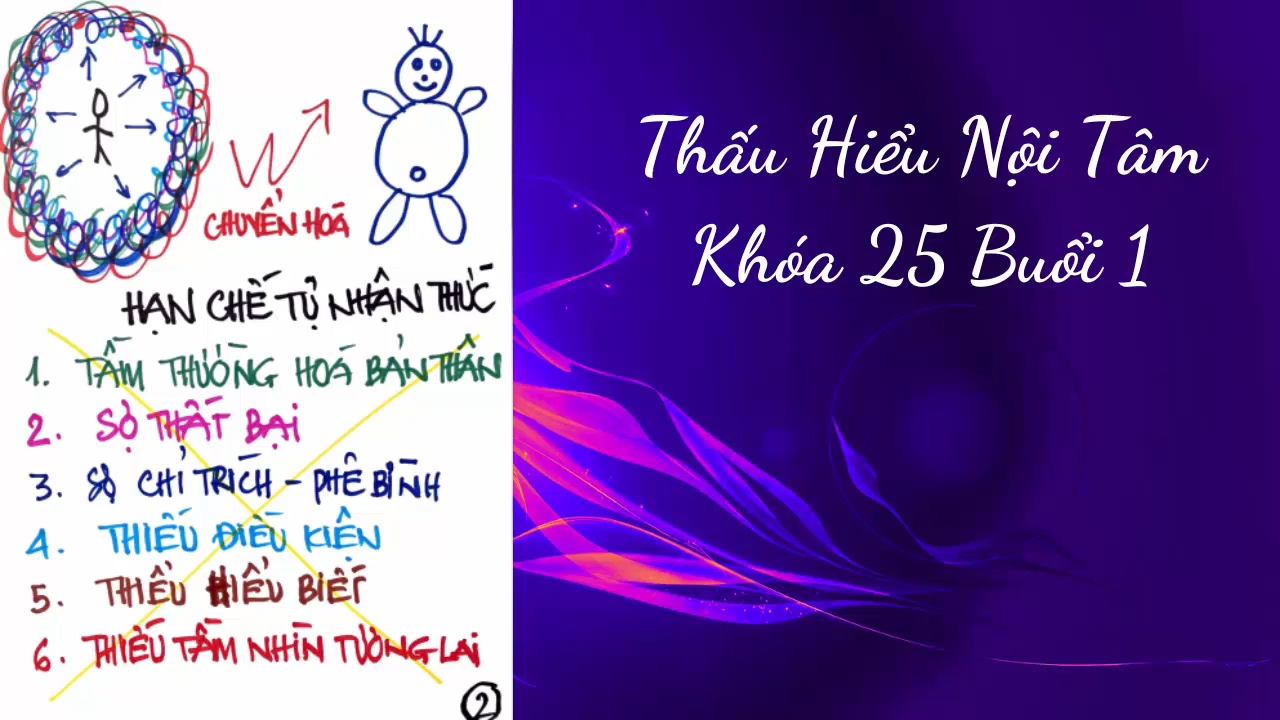 CHUYỂN HOÁ
HẠN CHẾ TỰ NHẬN THỨC
1. TẦM THƯỜNG HOÁ BẢN THÂN
2. SỢ THẤT BẠI
3. SỢ CHỈ TRÍCH - PHÊ BÌNH
4. THIẾU ĐIỀU KIỆN
5. THIẾU HIỂU BIẾT
6. THIẾU TẦM NHÌN TƯƠNG LAI
2
Thấu Hiểu Nội Tâm
Khóa 25 Buổi 1